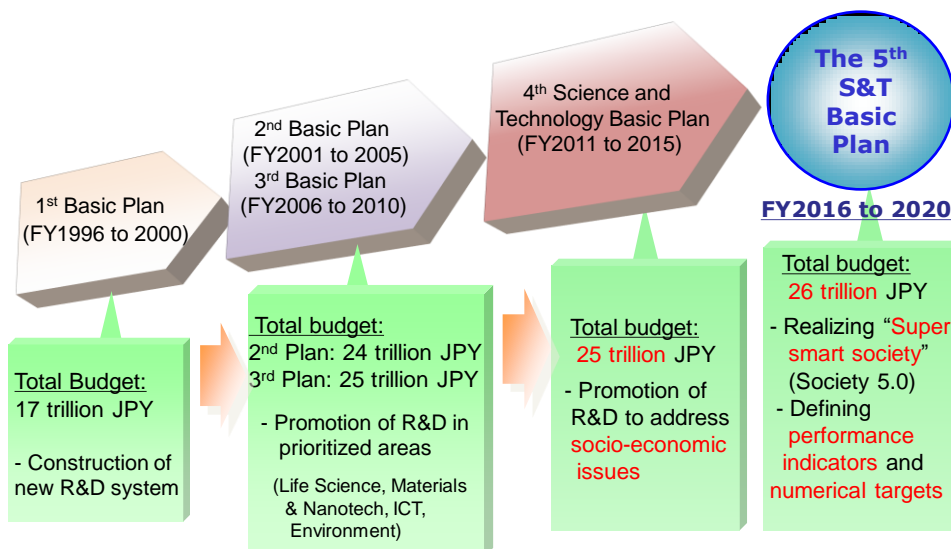 1st Basic Plan
(FY1996 to 2000)
Total Budget:
17 trillion JPY
- Construction of
new R&D system
2nd Basic Plan
(FY2001 to 2005)
3rd Basic Plan
(FY2006 to 2010)
Total budget:
2nd Plan: 24 trillion JPY
3rd Plan: 25 trillion JPY
- Promotion of R&D in
prioritized areas
(Life Science, Materials
& Nanotech, ICT,
Environment)
4th Science and
Technology Basic Plan
(FY2011 to 2015)
Total budget:
25 trillion JPY
- Promotion of
R&D to address
socio-economic
issues
The 5th
S&T
Basic
Plan
FY2016 to 2020
Total budget:
26 trillion JPY
- Realizing “Super
smart society”
(Society 5.0)
- Defining
performance
indicators and
numerical targets